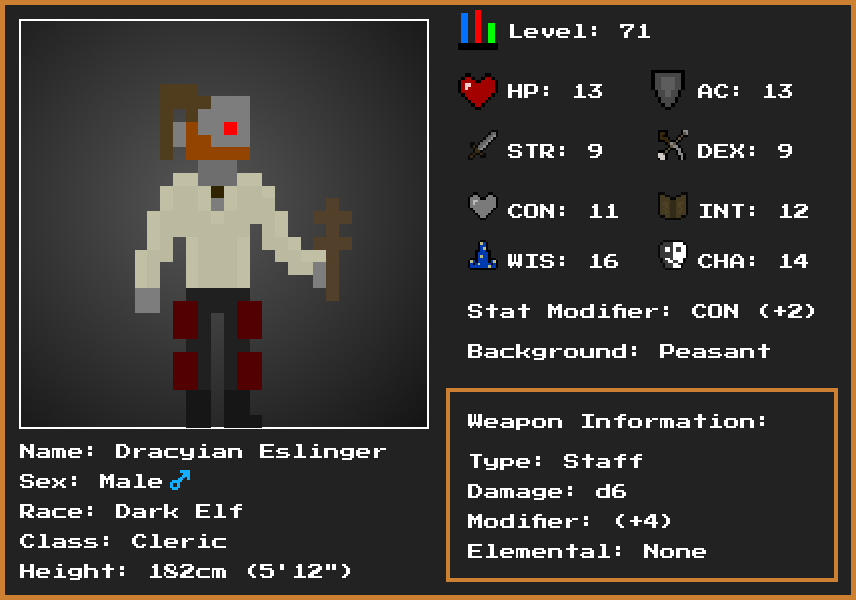 Level: 71
HP: 13
AC: 13
STR: 9
DEX: 9
CON: 11
INT: 12
WIS: 16
CHA: 14
Stat Modifier: CON (+2)
Background: Peasant
Weapon Information:
Type: Staff
Damage: d6
Modifier: (+4)
Elemental: None
Name: Dracyian Eslinger
Sex: Male ♂
Race: Dark Elf
Class: Cleric
Height: 182cm (5'12")